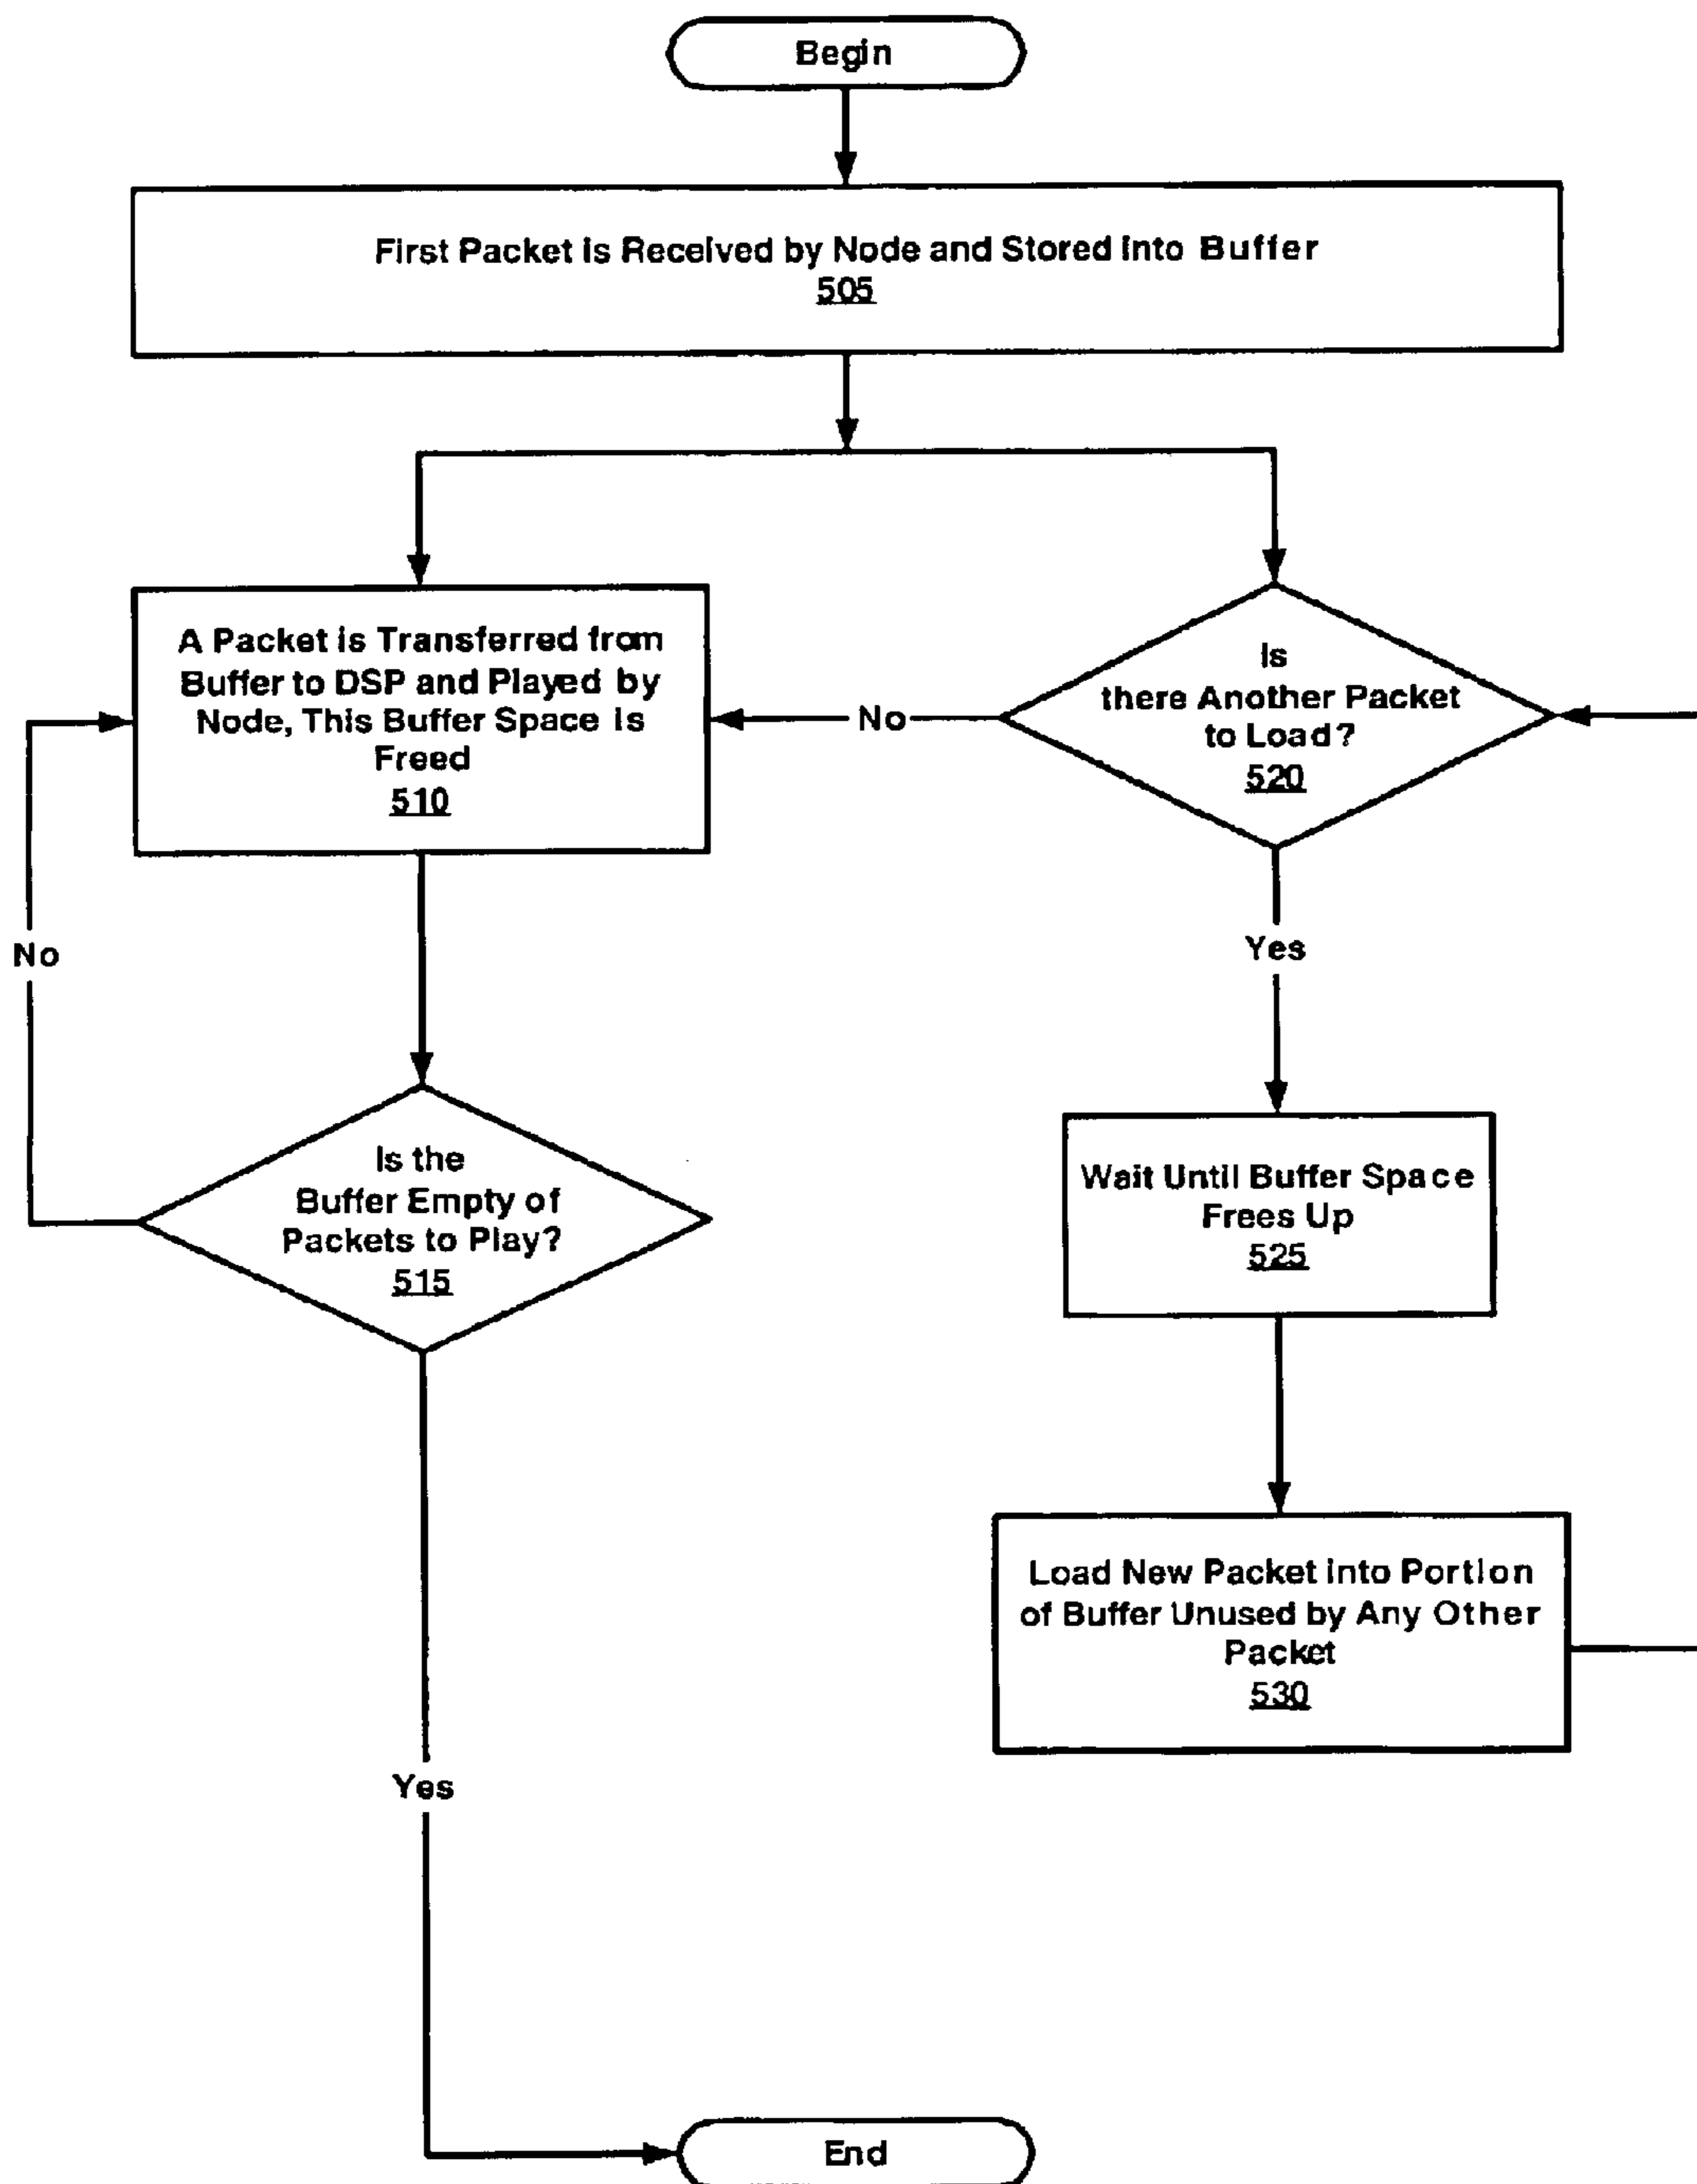 Begin
First Packet is Received by Node and Stored into Buffer
505
A Packet is Transferred from
Buffer to DSP and Played by
Node, This Buffer Space is
Freed
510
No
Is
there Another Packet
to Load?
520
No
Yes
Is the
Buffer Empty of
Packets to Play?
515
Wait Until Buffer Space
Frees Up
525
Load New Packet into Portion
of Buffer Unused by Any Other
Packet
530
Yes
End